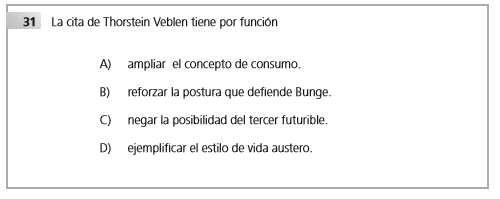 31 La cita de Thorstein Veblen tiene por función
A) ampliar el concepto de consumo.
B) reforzar la postura que defiende Bunge.
C) negar la posibilidad del tercer futurible.
D) ejemplificar el estilo de vida austero.